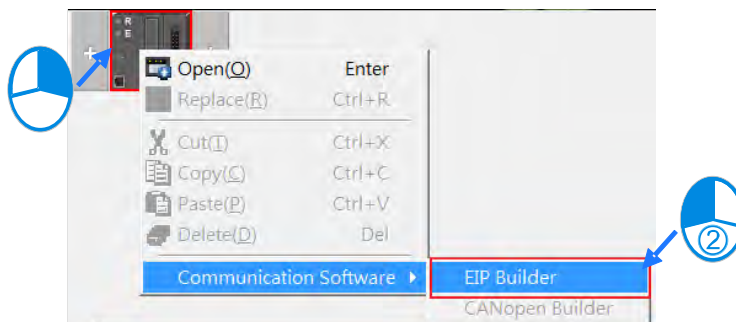 R
E
Open(O) Enter
Replace(R) Ctrl+R
Cut(T) Ctrl+X
Copy(C) Ctrl+C
Paste(P) Ctrl+V
Delete(D) Del
Communication Software
EIP Builder
②
CANopen Builder